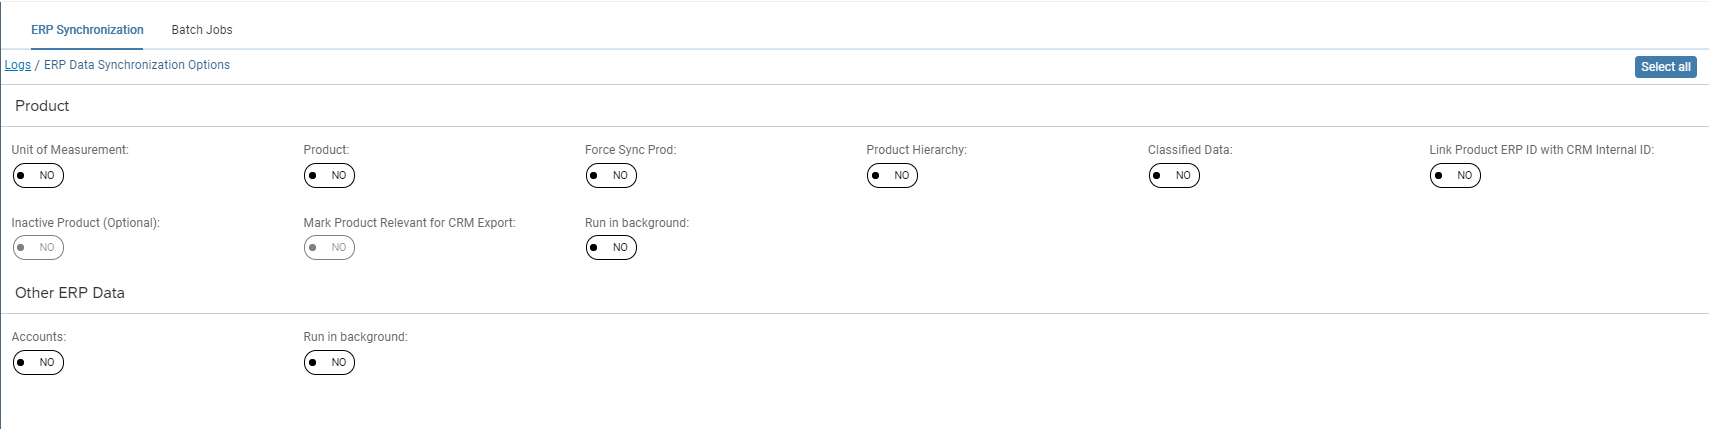 ERP Synchronization Batch Jobs
Logs / ERP Data Synchronization Options Select all
Product
Unit of Measurement: Product: Force Sync Prod: Product Hierarchy: Classified Data: Link Product ERP ID with CRM Internal ID:
NO NO NO NO NO NO
Inactive Product (Optional): Mark Product Relevant for CRM Export: Run in background:
NO NO NO
Other ERP Data
Accounts: Run in background:
NO NO